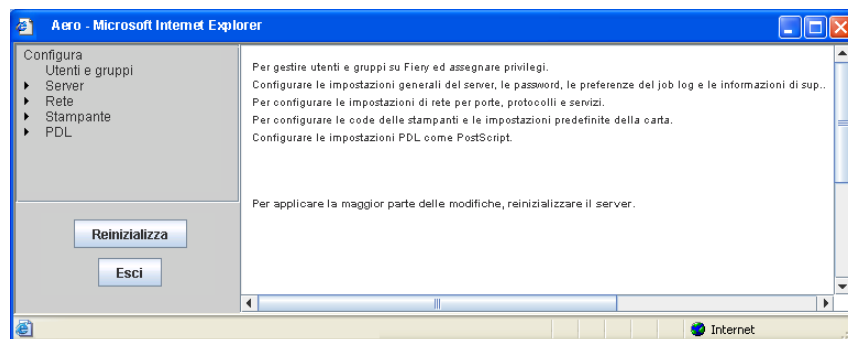 Aero - Microsoft Internet Explorer
Configura
Utenti e gruppi
Server
Rete
Stampante
PDL
Reinizializza
Esci
Per gestire utenti e gruppi su Fiery ed assegnare privilegi.
Configurare le impostazioni generali del server, le password, le preferenze del job log e le informazioni di sup..
Per configurare le impostazioni di rete per porte, protocolli e servizi.
Per configurare le code delle stampanti e le impostazioni predefinite della carta.
Configurare le impostazioni PDL come PostScript.
Per applicare la maggior parte delle modifiche, reinizializzare il server.
Internet